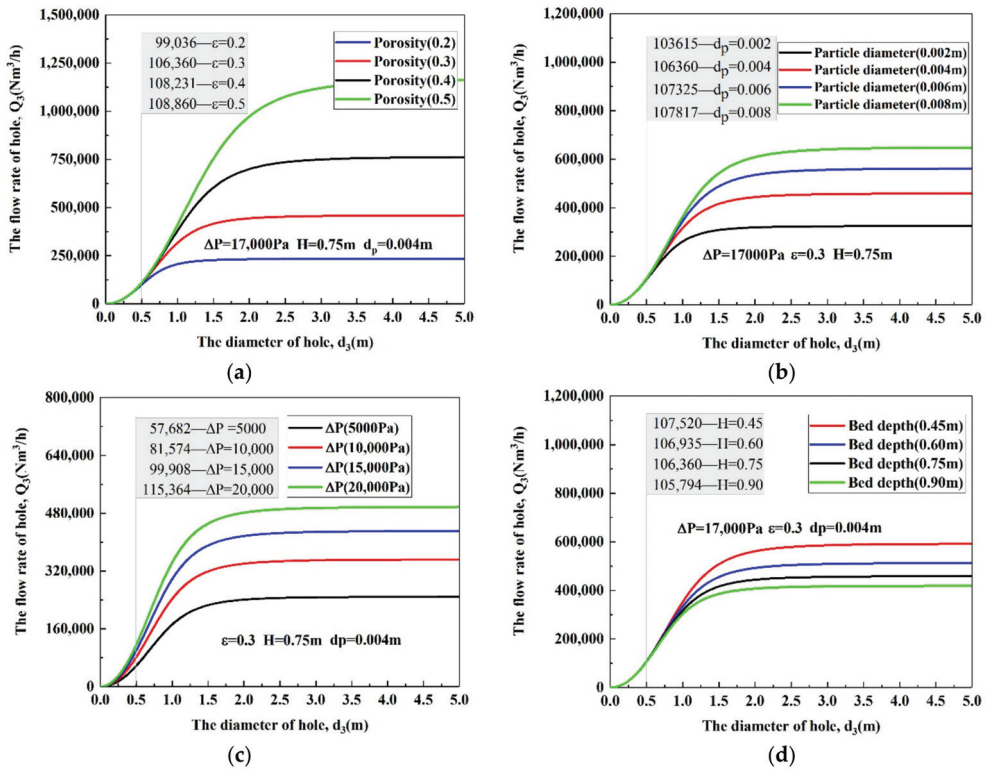 The flow rate of hole, Q3(Nm3/h)
1,500,000
1,250,000
1,000,000
750,000
500,000
250,000
0
99,036—ε=0.2
106,360—ε=0.3
108,231—ε=0.4
108,860—ε=0.5
Porosity(0.2)
Porosity(0.3)
Porosity(0.4)
Porosity(0.5)
ΔP=17,000Pa H=0.75m dp=0.004m
0.0 0.5 1.0 1.5 2.0 2.5 3.0 3.5 4.0 4.5 5.0
The diameter of hole, d3(m)
(a)
The flow rate of hole, Q3(Nm3/h)
1,200,000
1,000,000
800,000
600,000
400,000
200,000
0
103615—dp=0.002
106360—dp=0.004
107325—dp=0.006
107817—dp=0.008
Particle diameter(0.002m)
Particle diameter(0.004m)
Particle diameter(0.006m)
Particle diameter(0.008m)
ΔP=17000Pa ε=0.3 H=0.75m
0.0 0.5 1.0 1.5 2.0 2.5 3.0 3.5 4.0 4.5 5.0
The diameter of hole, d3(m)
(b)
The flow rate of hole, Q3(Nm3/h)
800,000
640,000
480,000
320,000
160,000
0
57,682—ΔP =5000
81,574—ΔP=10,000
99,908—ΔP=15,000
115,364—ΔP=20,000
ΔP(5000Pa)
ΔP(10,000Pa)
ΔP(15,000Pa)
ΔP(20,000Pa)
ε=0.3 H=0.75m dp=0.004m
0.0 0.5 1.0 1.5 2.0 2.5 3.0 3.5 4.0 4.5 5.0
The diameter of hole, d3(m)
(c)
The flow rate of hole, Q3(Nm3/h)
1,200,000
1,000,000
800,000
600,000
400,000
200,000
0
107,520—H=0.45
106,935—H=0.60
106,360—H=0.75
105,794—H=0.90
Bed depth(0.45m)
Bed depth(0.60m)
Bed depth(0.75m)
Bed depth(0.90m)
ΔP=17,000Pa ε=0.3 dp=0.004m
0.0 0.5 1.0 1.5 2.0 2.5 3.0 3.5 4.0 4.5 5.0
The diameter of hole, d3(m)
(d)